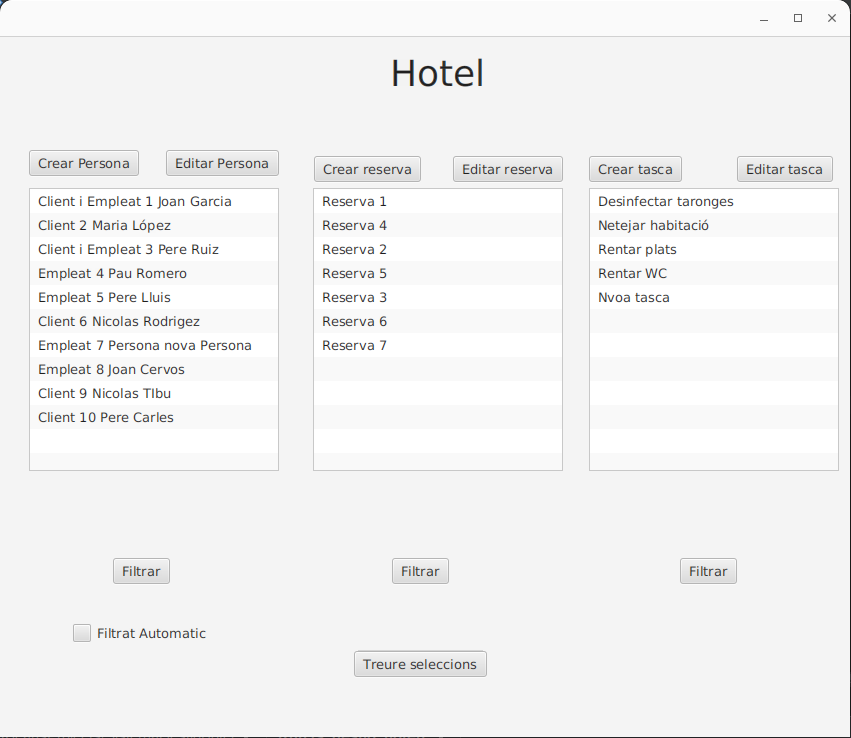 Hotel
Crear Persona
Editar Persona
Crear reserva
Editar reserva
Crear tasca
Editar tasca
Client i Empleat 1 Joan Garcia
Client 2 Maria López
Client i Empleat 3 Pere Ruiz
Empleat 4 Pau Romero
Empleat 5 Pere Lluis
Client 6 Nicolas Rodrigez
Empleat 7 Persona nova Persona
Empleat 8 Joan Cervos
Client 9 Nicolas TIbu
Client 10 Pere Carles
Reserva 1
Reserva 4
Reserva 2
Reserva 5
Reserva 3
Reserva 6
Reserva 7
Desinfectar taronges
Netejar habitació
Rentar plats
Rentar WC
Nvoa tasca
Filtrar
Filtrar
Filtrar
Filtrat Automatic
Treure seleccions